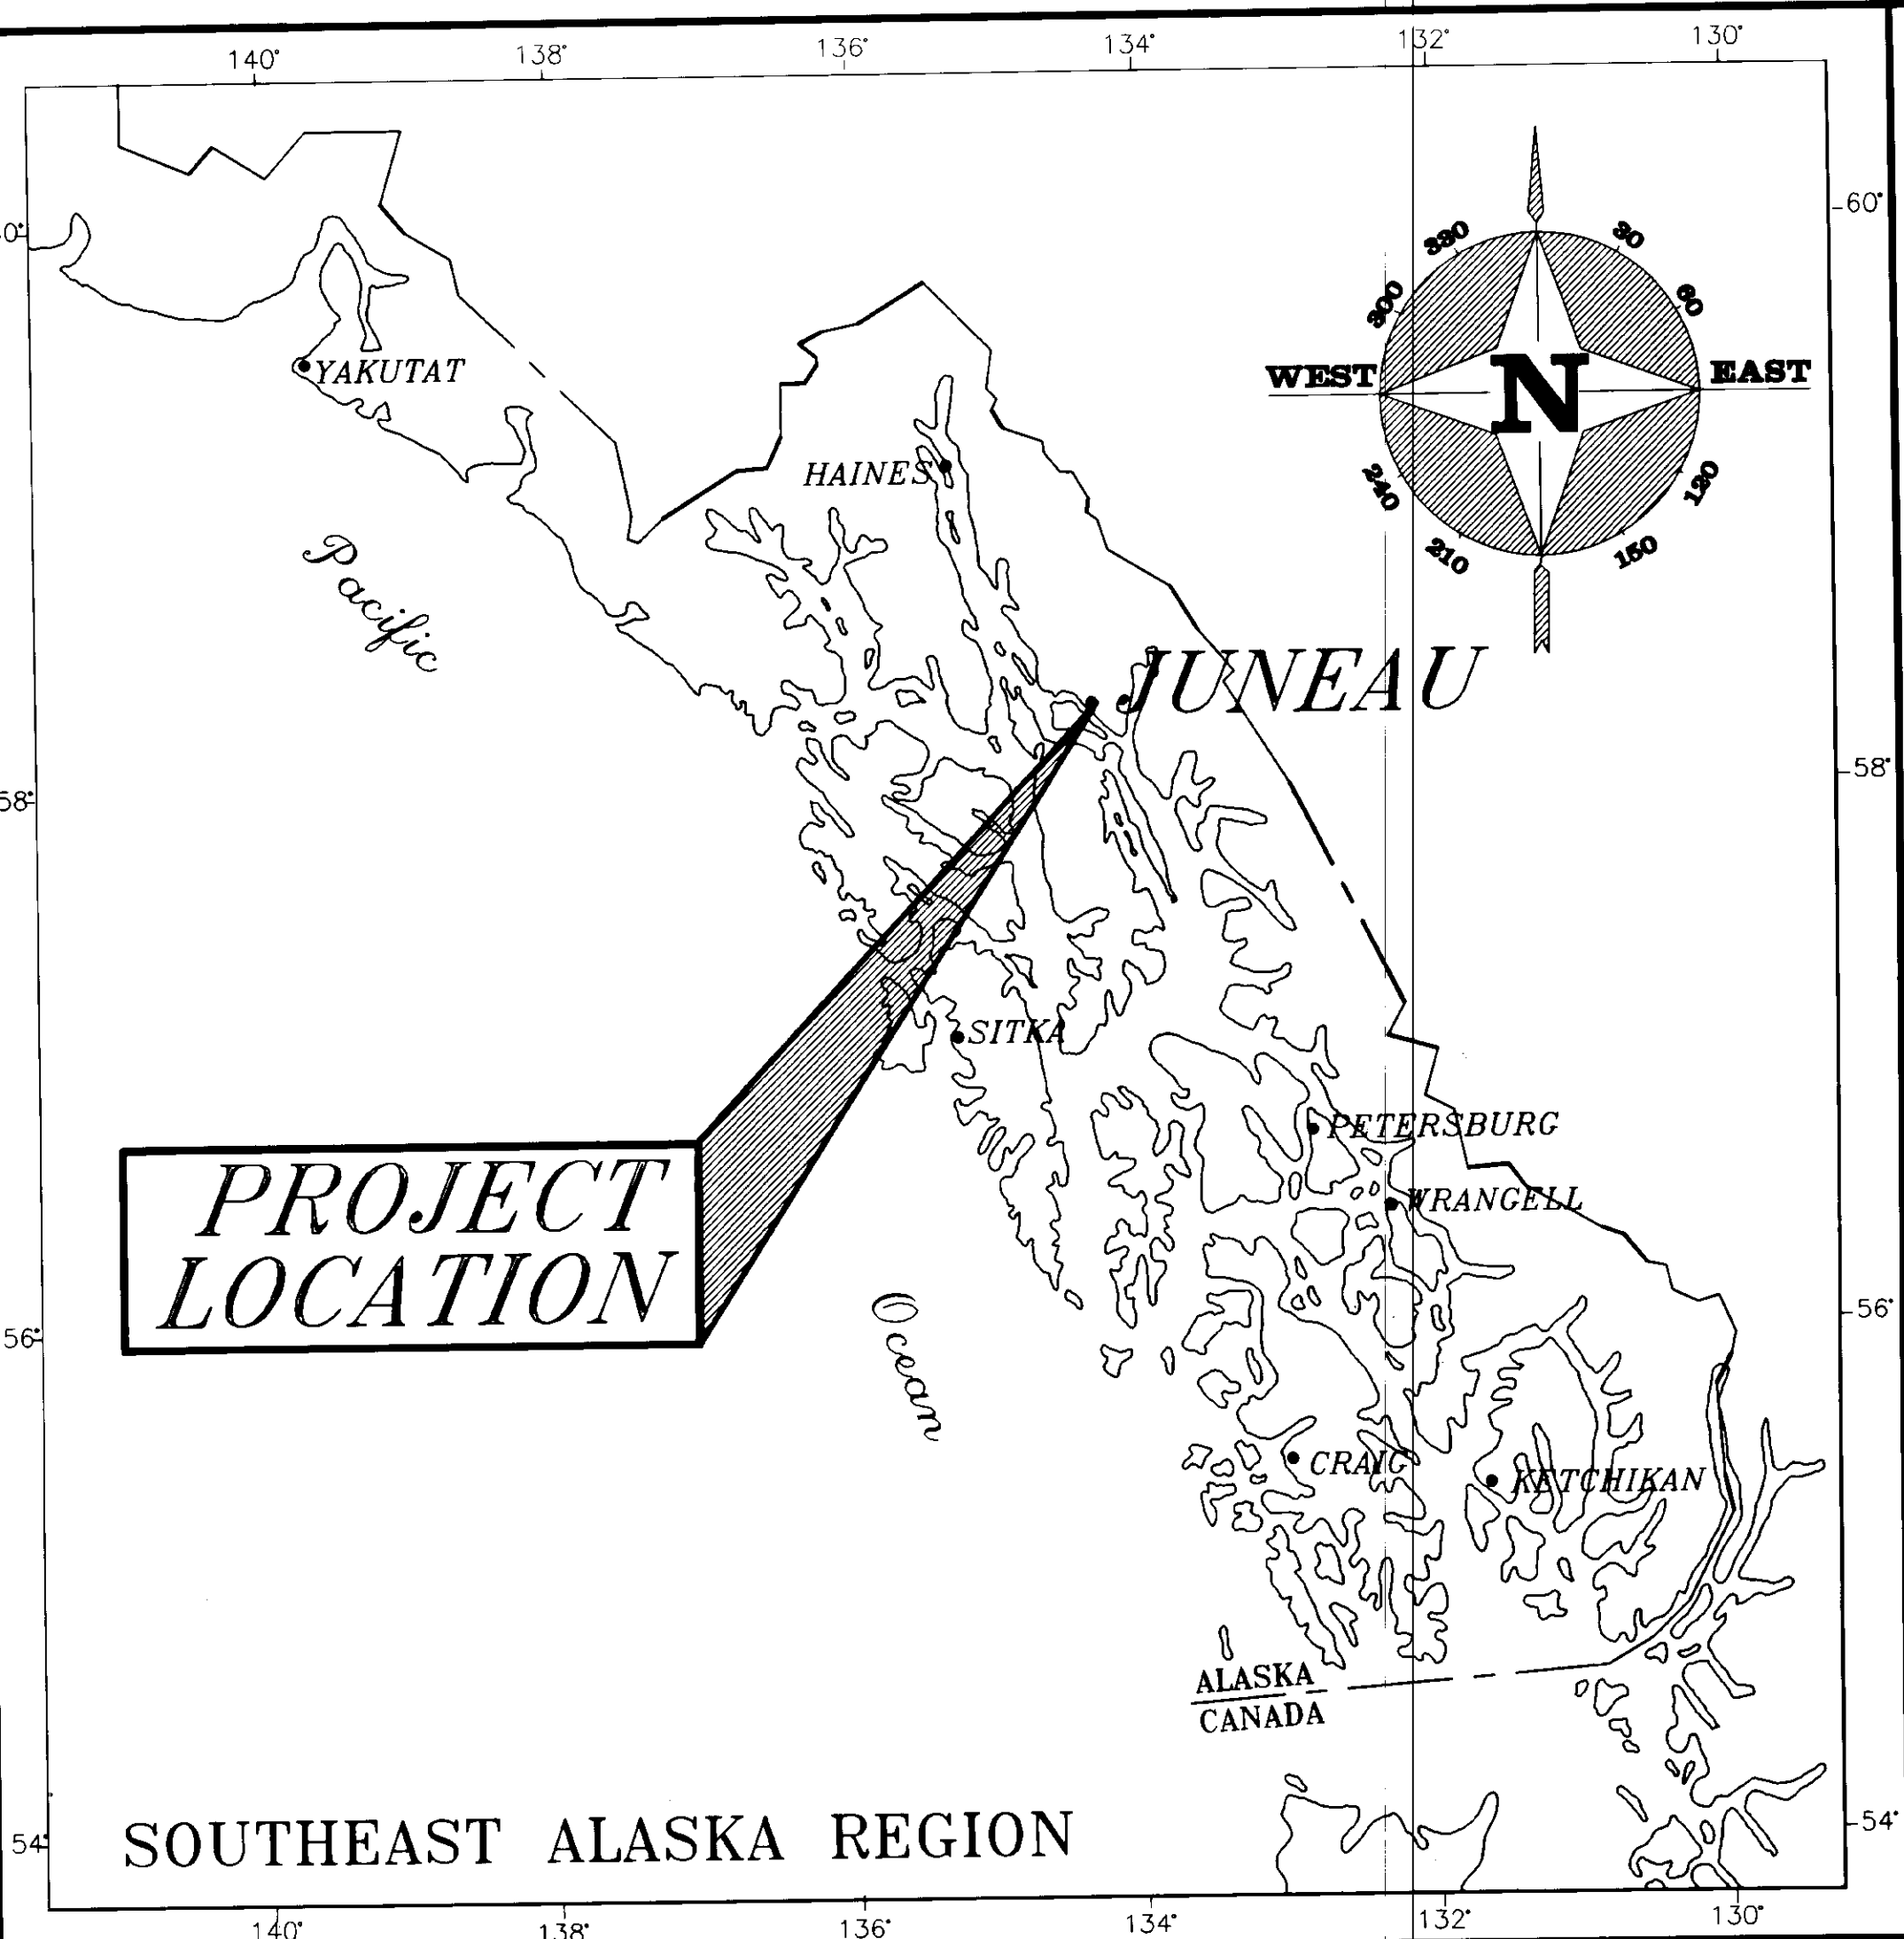 140° 138° 136° 134° 132° 130°
0° 60°
330 30
300 60
WEST N EAST
YAKUTAT
HAINES
240 120
210 150
Pacific
JUNEAU
58° 58°
SITKA
PETERSBURG
WRANGELL
PROJECT
LOCATION
56° 56°
Ocean
CRAIG
KETCHIKAN
ALASKA
CANADA
54° 54°
SOUTHEAST ALASKA REGION
140° 138° 136° 134° 132° 130°